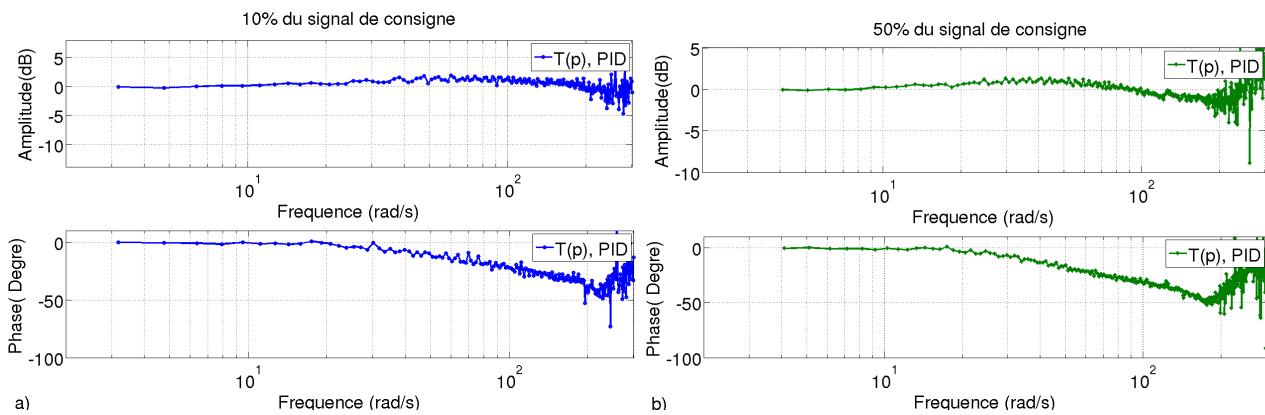 10% du signal de consigne
T(p), PID
Amplitude(dB)
5
0
-5
-10
10^1
10^2
Frequence (rad/s)
T(p), PID
Phase( Degre)
0
-50
-100
10^1
10^2
Frequence (rad/s)
a)
50% du signal de consigne
T(p), PID
Amplitude(dB)
5
0
-5
-10
10^1
10^2
Frequence (rad/s)
T(p), PID
Phase( Degre)
0
-50
-100
10^1
10^2
Frequence (rad/s)
b)